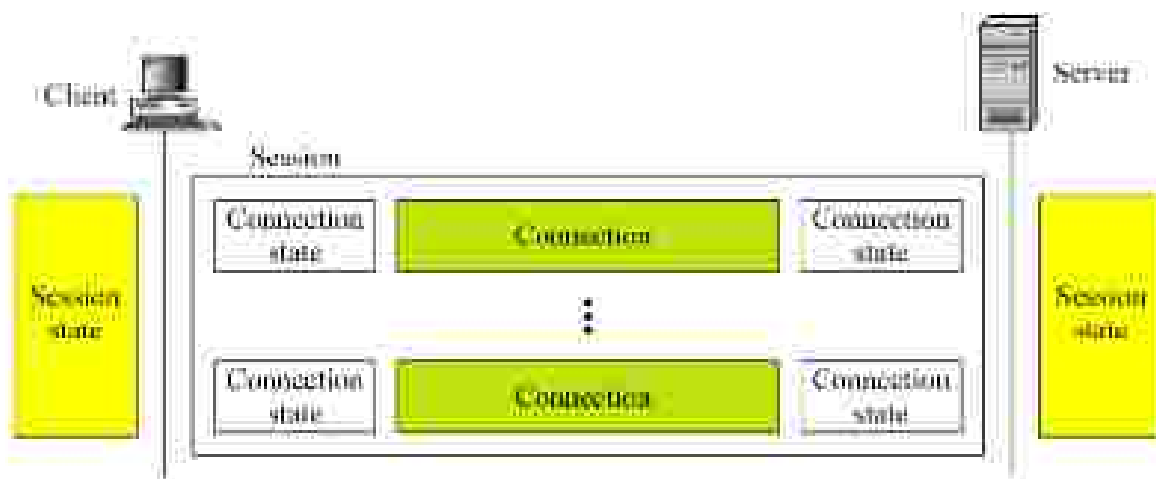 Client
Server
Session
Connection
state
Connection
Connection
state
Session
state
Session
state
Connection
state
Connection
Connection
state